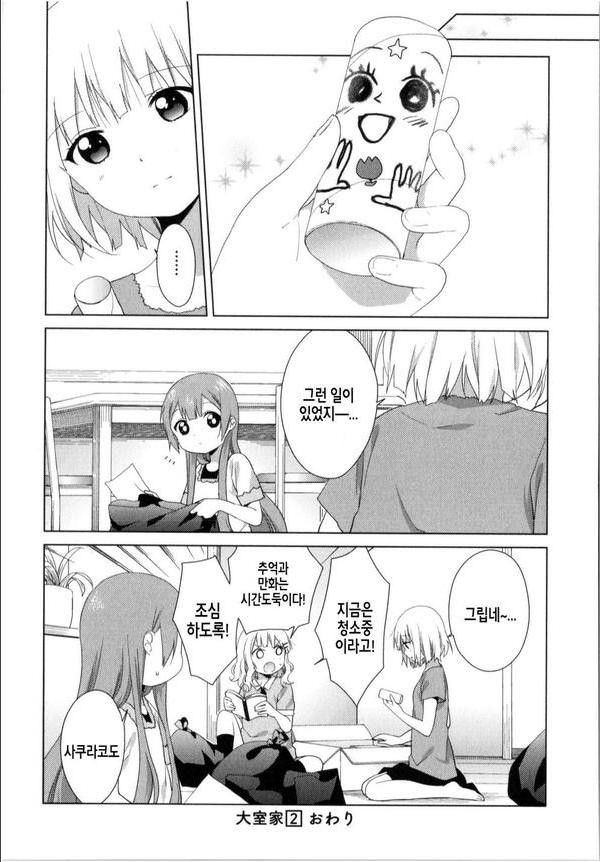 ……
그런 일이
있었지―...
그립네~...
지금은
청소중
이라고!
추억과
만화는
시간도둑이다!
조심
하도록!
사쿠라코도
大室家2 おわり